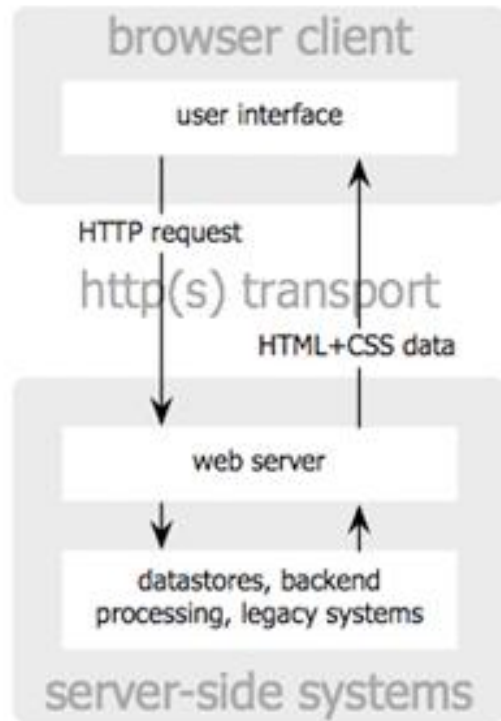 browser client
user interface
HTTP request
http(s) transport
HTML+CSS data
web server
datastores, backend
processing, legacy systems
server-side systems